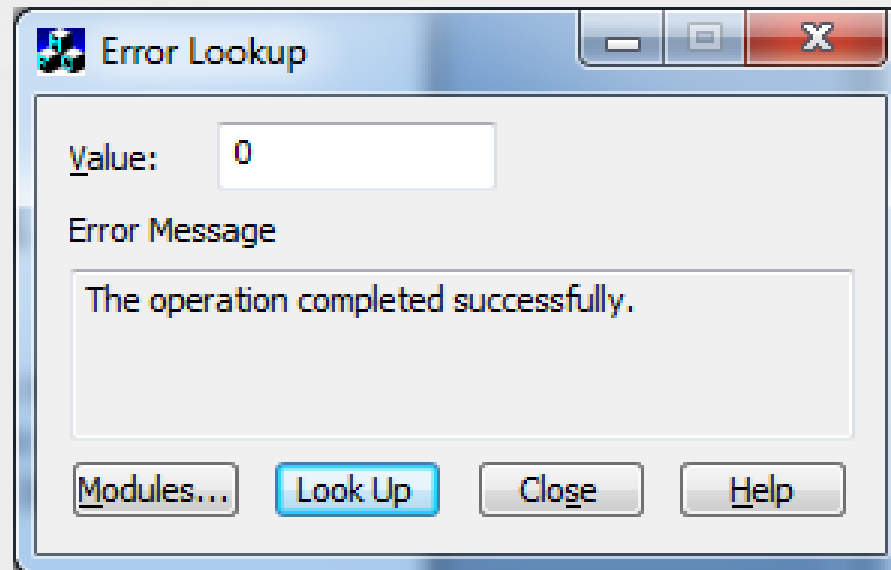 Error Lookup
Value: 0
Error Message
The operation completed successfully.
Modules... Look Up Close Help